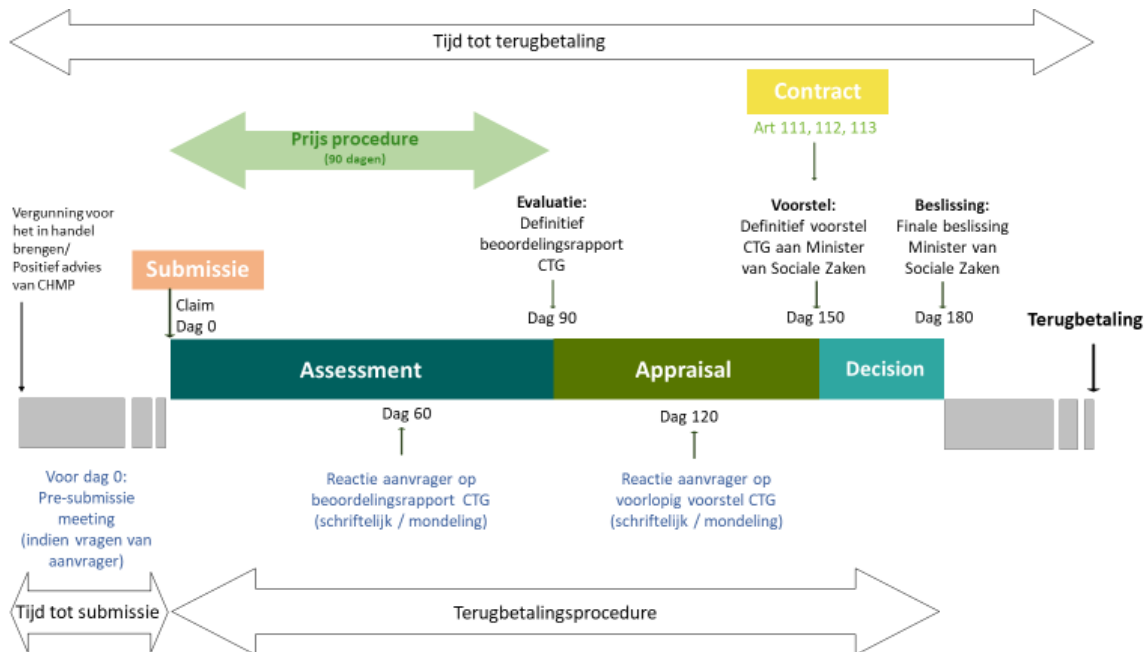 Tijd tot terugbetaling
Contract
Art 111, 112, 113
Prijs procedure
(90 dagen)
Vergunning voor
het in handel
brengen/
Positief advies
van CHMP
Submissie
Claim
Dag 0
Evaluatie:
Definitief
beoordelingsrapport
CTG
Dag 90
Voorstel:
Definitief voorstel
CTG aan Minister
van Sociale Zaken
Dag 150
Beslissing:
Finale beslissing
Minister van
Sociale Zaken
Dag 180
Terugbetaling
Assessment
Appraisal
Decision
Dag 60
Dag 120
Voor dag 0:
Pre-submissie
meeting
(indien vragen van
aanvrager)
Reactie aanvrager op
beoordelingsrapport CTG
(schriftelijk / mondeling)
Reactie aanvrager op
voorlopig voorstel CTG
(schriftelijk / mondeling)
Tijd tot submissie
Terugbetalingsprocedure